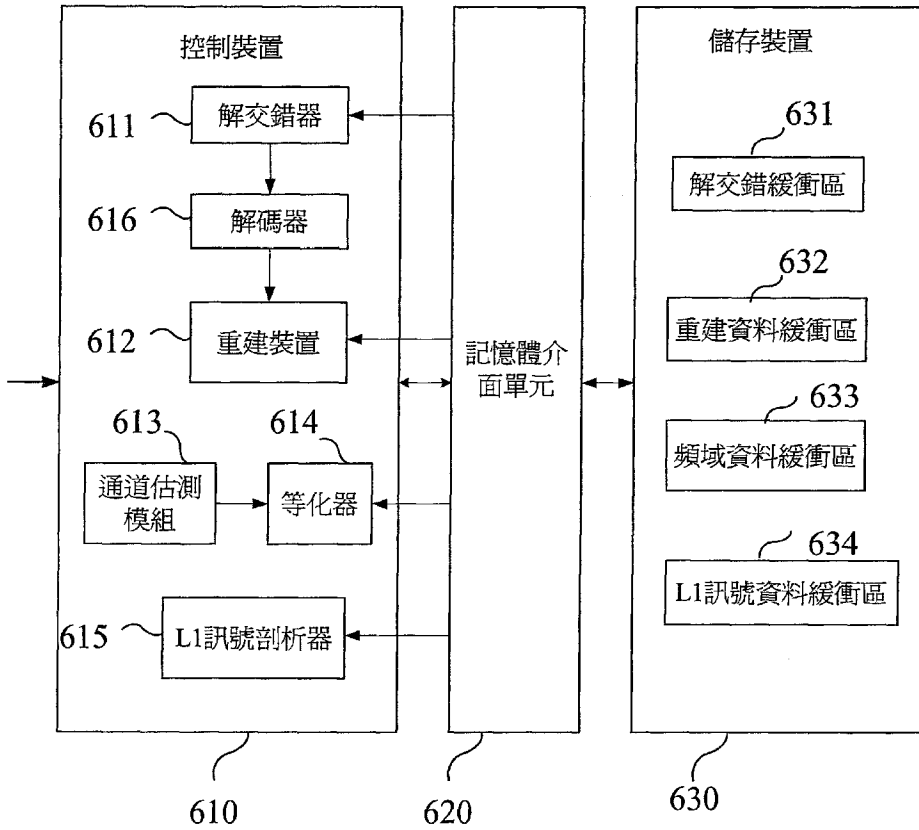 控制裝置
解交錯器
611
解碼器
616
重建裝置
612
613
614
通道估測
模組
等化器
L1訊號剖析器
615
610
記憶體介
面單元
620
儲存裝置
631
解交錯緩衝區
632
重建資料緩衝區
633
頻域資料緩衝區
634
L1訊號資料緩衝區
630